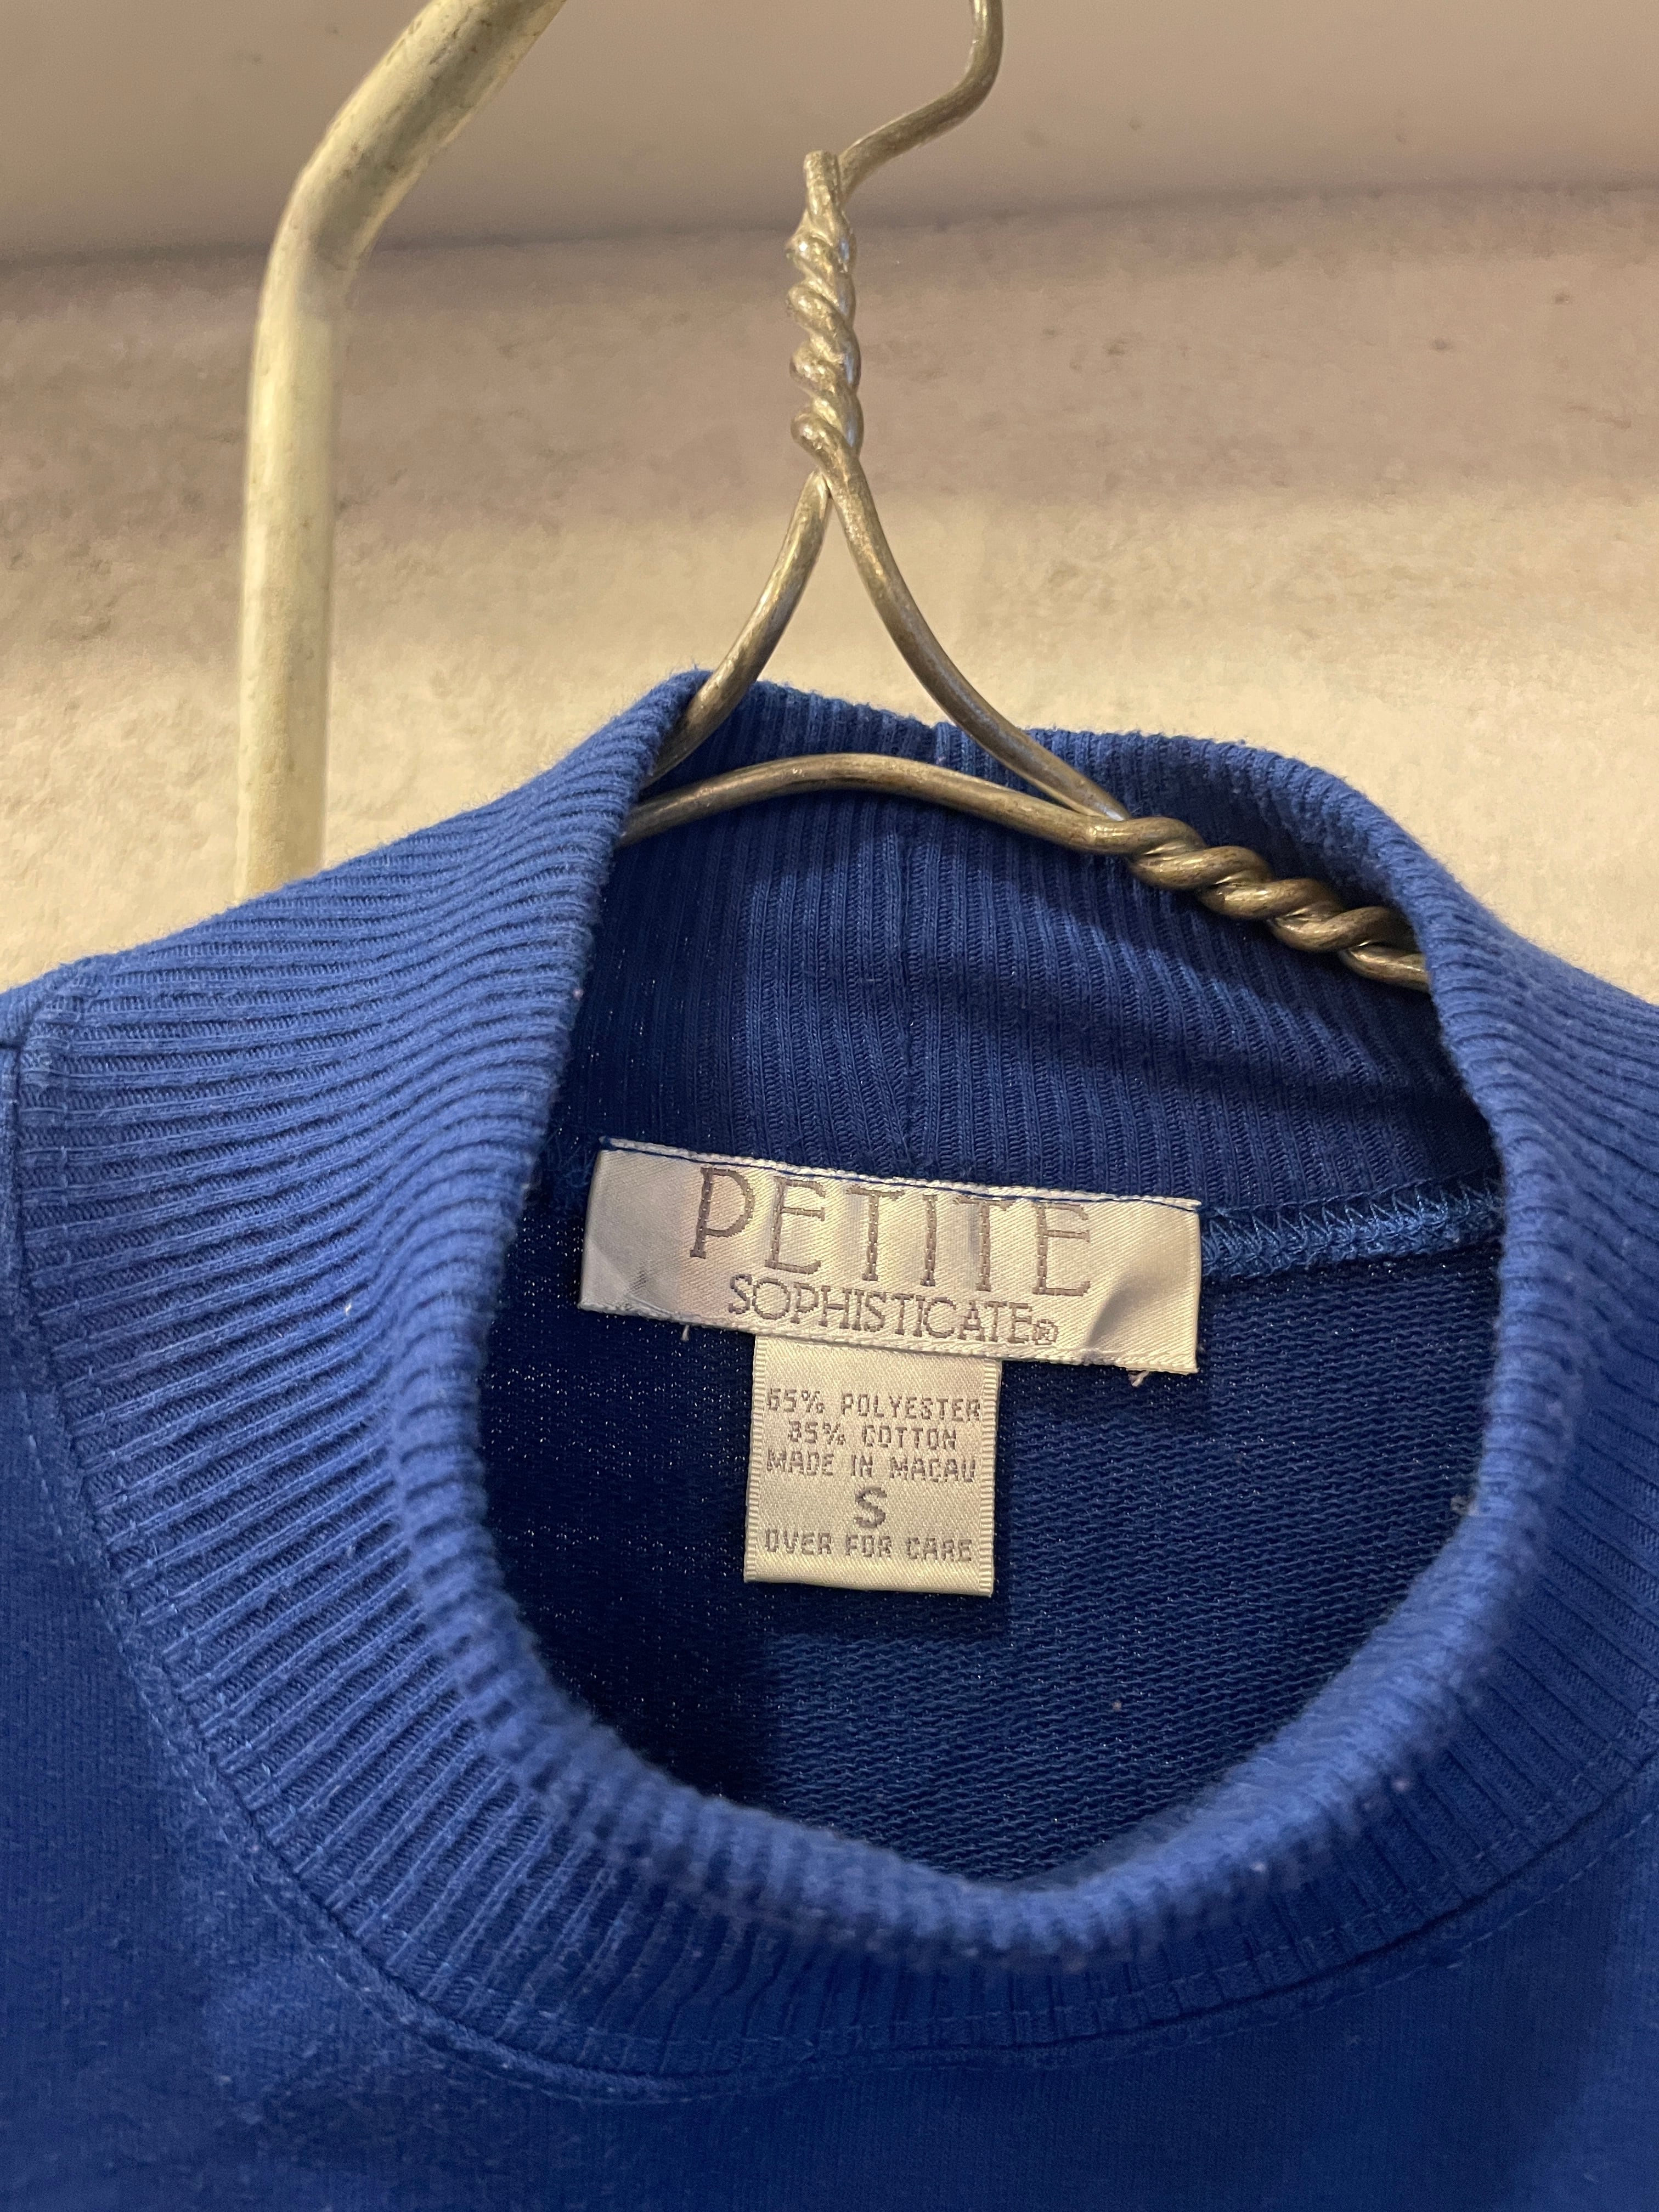 PETITE
SOPHISTICATE®
65% POLYESTER
35% COTTON
MADE IN MACAU
S
OVER FOR CARE